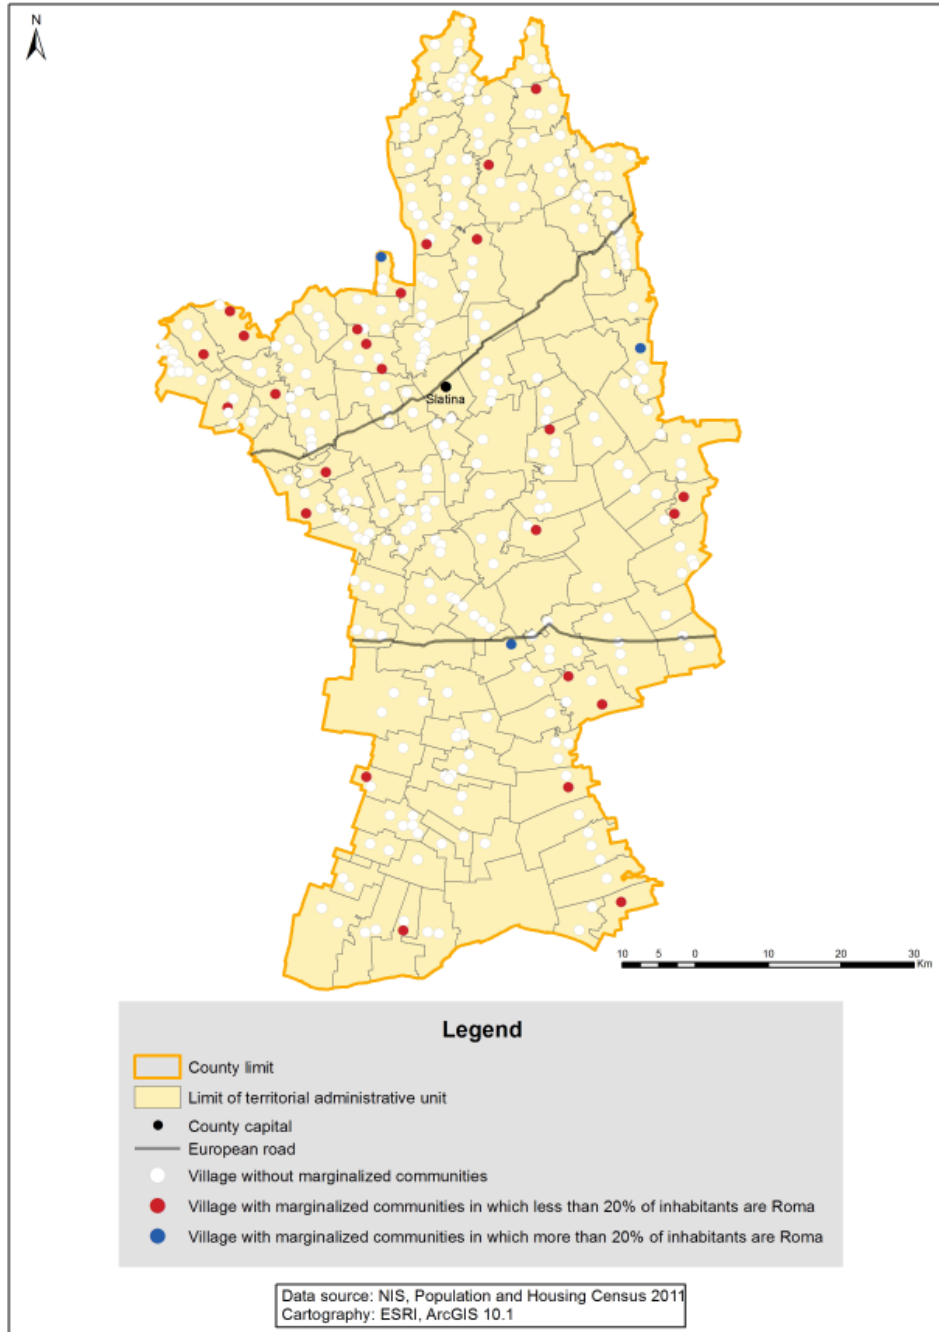 N
Slatina
10 5 0 10 20 30
Km
Legend
County limit
Limit of territorial administrative unit
County capital
European road
Village without marginalized communities
Village with marginalized communities in which less than 20% of inhabitants are Roma
Village with marginalized communities in which more than 20% of inhabitants are Roma
Data source: NIS, Population and Housing Census 2011
Cartography: ESRI, ArcGIS 10.1